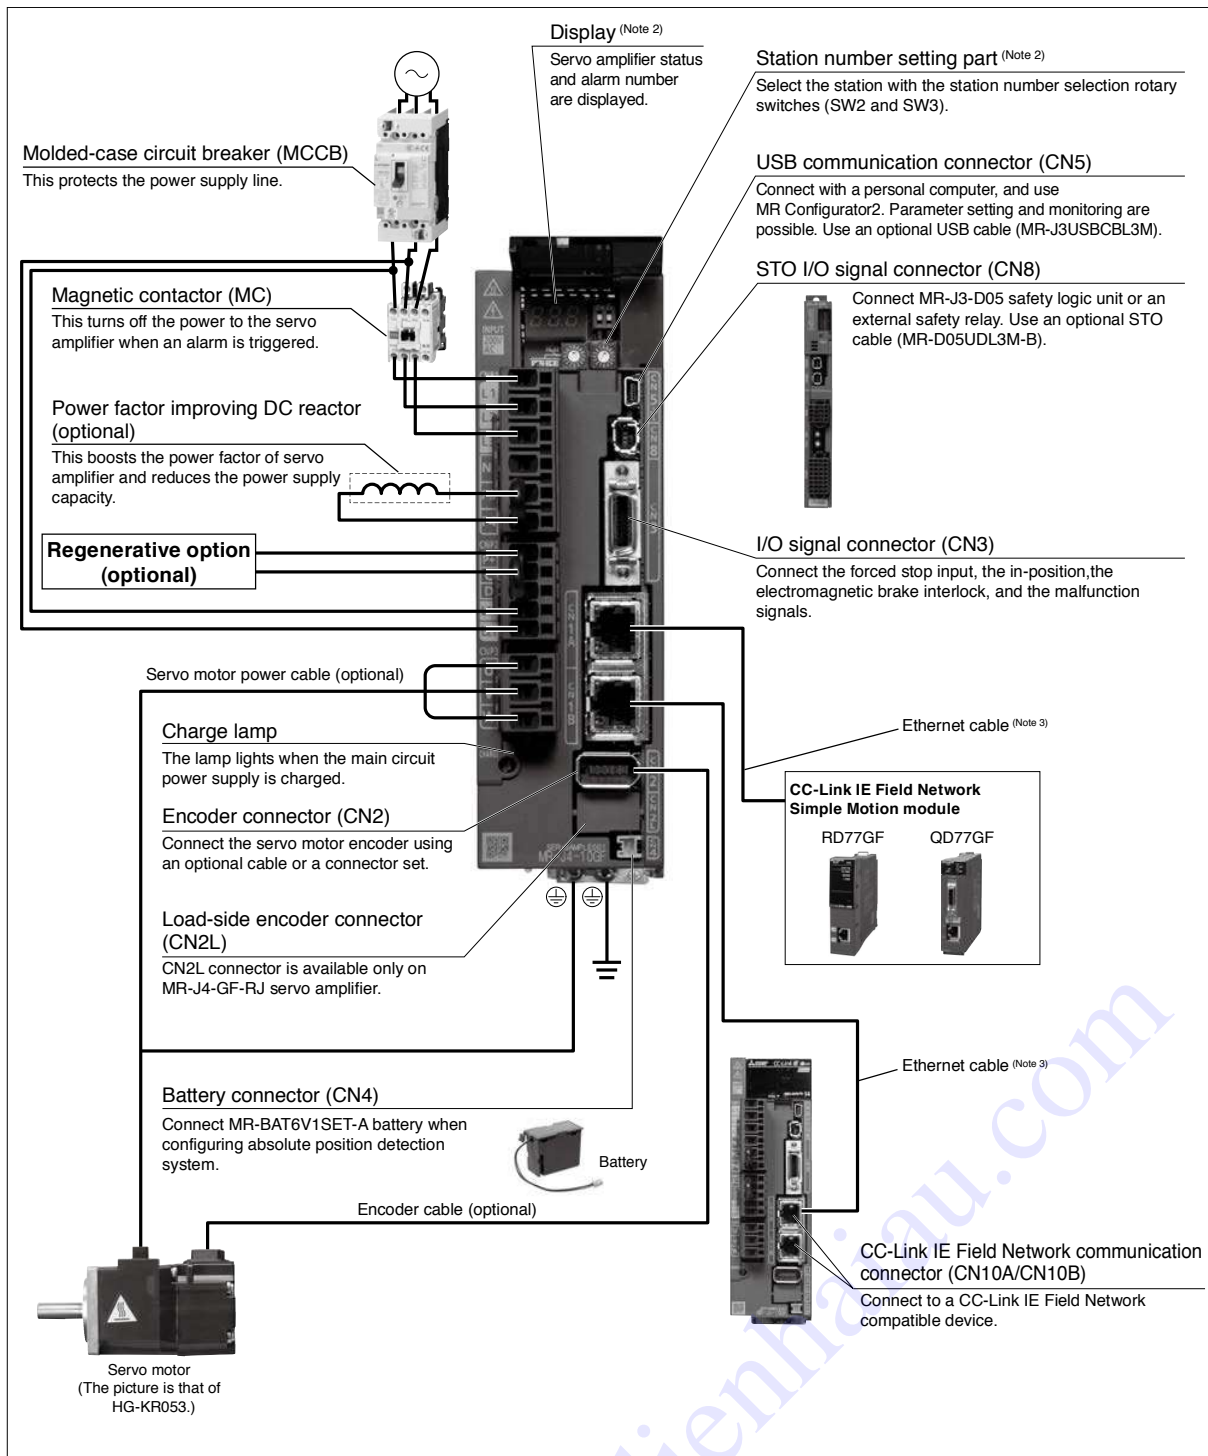 Display (Note 2)
Servo amplifier status
and alarm number
are displayed.
Station number setting part (Note 2)
Select the station with the station number selection rotary
switches (SW2 and SW3).
Molded-case circuit breaker (MCCB)
This protects the power supply line.
USB communication connector (CN5)
Connect with a personal computer, and use
MR Configurator2. Parameter setting and monitoring are
possible. Use an optional USB cable (MR-J3USBCBL3M).
STO I/O signal connector (CN8)
Connect MR-J3-D05 safety logic unit or an
external safety relay. Use an optional STO
cable (MR-D05UDL3M-B).
Magnetic contactor (MC)
This turns off the power to the servo
amplifier when an alarm is triggered.
INPUT
Power factor improving DC reactor
(optional)
This boosts the power factor of servo
amplifier and reduces the power supply
capacity.
I/O signal connector (CN3)
Connect the forced stop input, the in-position,the
electromagnetic brake interlock, and the malfunction
signals.
Regenerative option
(optional)
Servo motor power cable (optional)
Charge lamp
The lamp lights when the main circuit
power supply is charged.
Ethernet cable (Note 3)
CC-Link IE Field Network
Simple Motion module
RD77GF QD77GF
Encoder connector (CN2)
Connect the servo motor encoder using
an optional cable or a connector set.
MR-J4-10GF
Load-side encoder connector
(CN2L)
CN2L connector is available only on
MR-J4-GF-RJ servo amplifier.
Ethernet cable (Note 3)
Battery connector (CN4)
Connect MR-BAT6V1SET-A battery when
configuring absolute position detection
system.
Battery
Encoder cable (optional)
CC-Link IE Field Network communication
connector (CN10A/CN10B)
Connect to a CC-Link IE Field Network
compatible device.
Servo motor
(The picture is that of
HG-KR053.)
dienhaiau.com